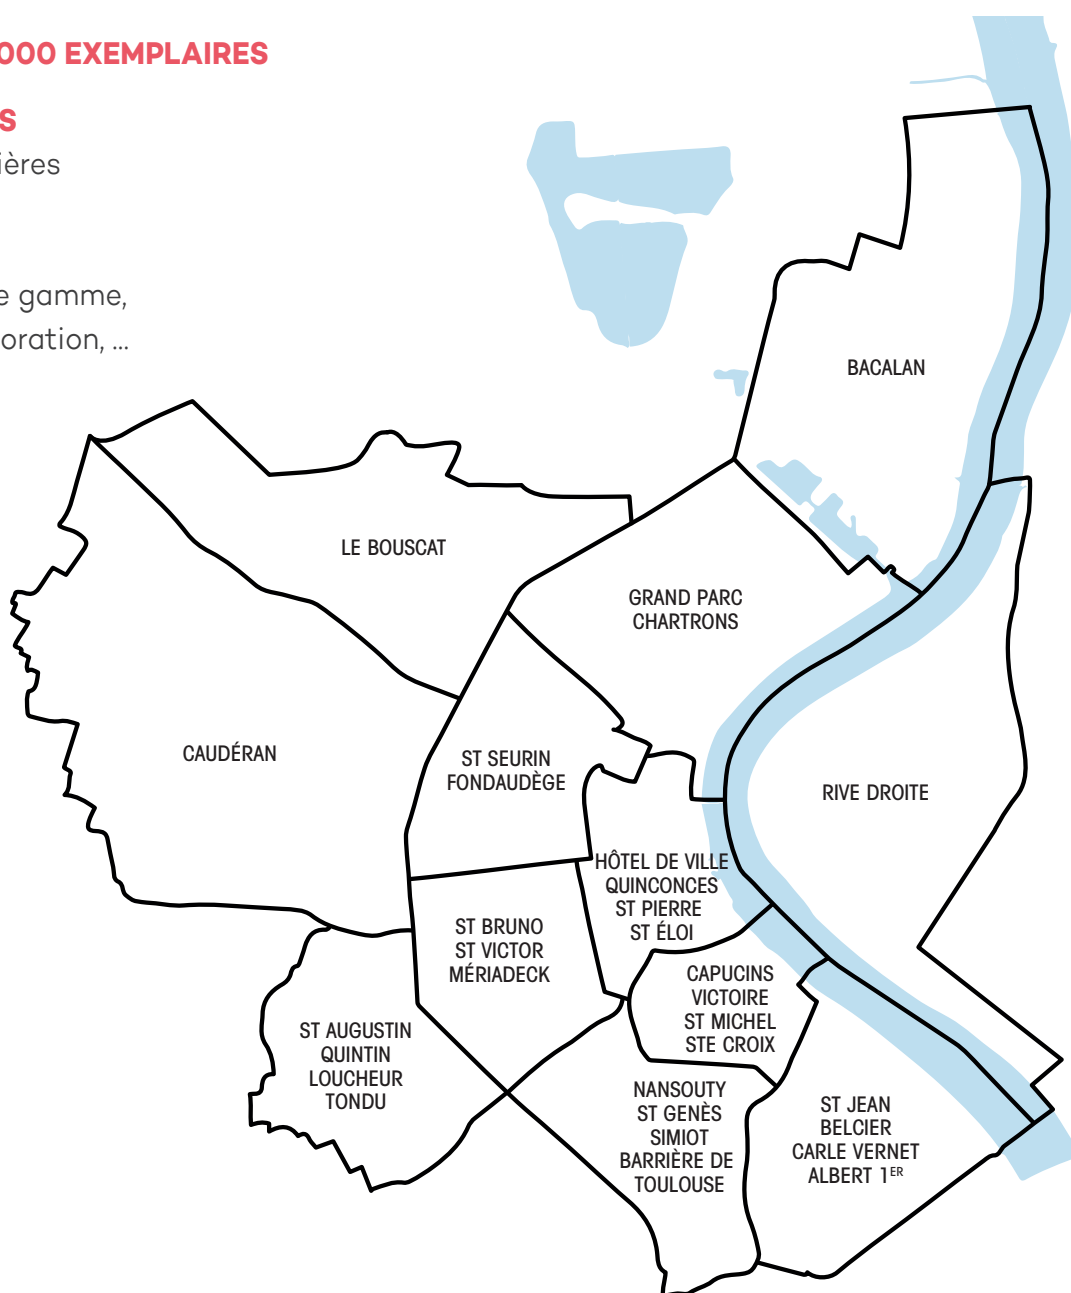 000 EXEMPLAIRES
S
ières
e gamme,
oration, ...
BACALAN
LE BOUSCAT
GRAND PARC
CHARTRONS
CAUDÉRAN
ST SEURIN
FONDAUDÈGE
RIVE DROITE
HÔTEL DE VILLE
QUINCONCES
ST PIERRE
ST ÉLOI
ST BRUNO
ST VICTOR
MÉRIADECK
CAPUCINS
VICTOIRE
ST MICHEL
STE CROIX
ST AUGUSTIN
QUINTIN
LOUCHEUR
TONDU
NANSOUTY
ST GENÈS
SIMIOT
BARRIÈRE DE
TOULOUSE
ST JEAN
BELCIER
CARLE VERNET
ALBERT 1ER